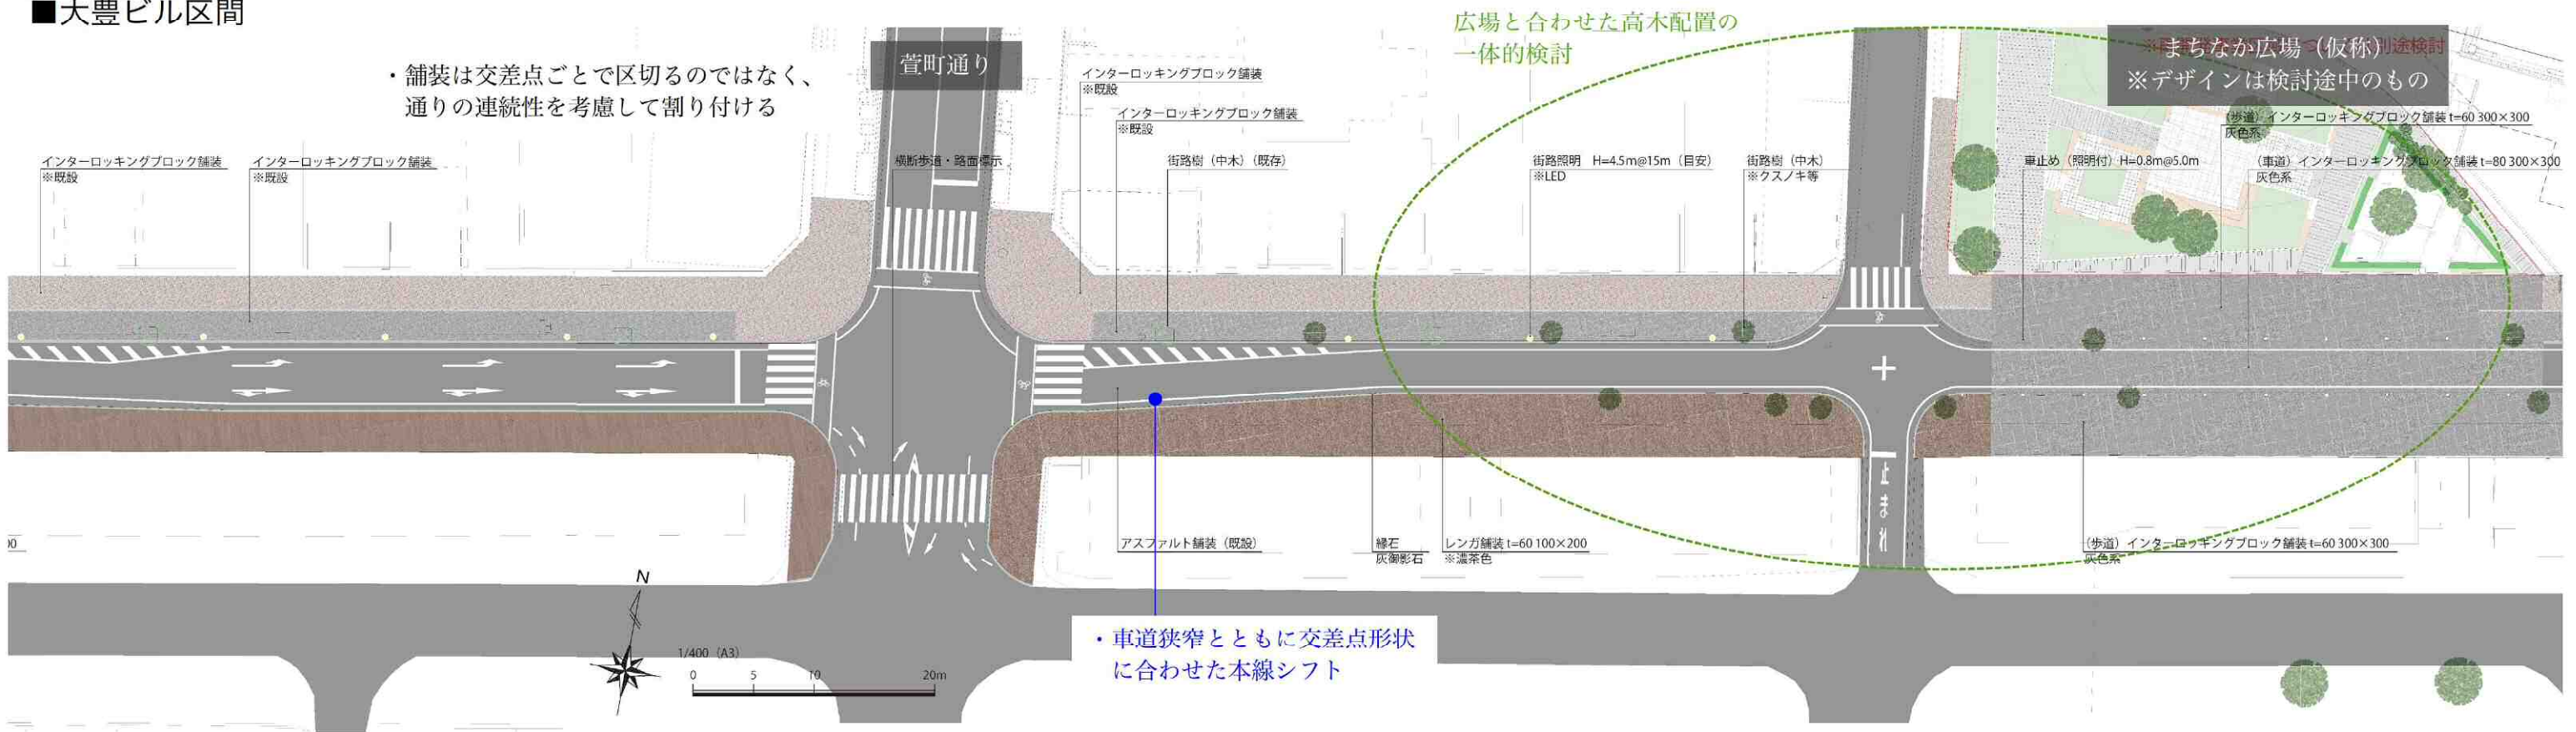 ■大豊ビル区間
・舗装は交差点ごとで区切るのではなく、
通りの連続性を考慮して割り付ける
萱町通り
広場と合わせた高木配置の
一体的検討
まちなか広場（仮称）
※デザインは検討途中のもの
インターロッキングブロック舗装
※既設
インターロッキングブロック舗装
※既設
横断歩道・路面標示
インターロッキングブロック舗装
※既設
インターロッキングブロック舗装
※既設
街路樹（中木）（既存）
街路照明 H=4.5m@15m（目安）
※LED
街路樹（中木）
※クスノキ等
車止め（照明付）H=0.8m@5.0m
（歩道）インターロッキングブロック舗装 t=60 300×300
灰色系
（車道）インターロッキングブロック舗装 t=80 300×300
灰色系
止まれ
アスファルト舗装（既設）
縁石
灰御影石
レンガ舗装 t=60 100×200
※濃茶色
（歩道）インターロッキングブロック舗装 t=60 300×300
灰色系
・車道狭窄とともに交差点形状
に合わせた本線シフト
N
1/400（A3）
0 5 10 20m